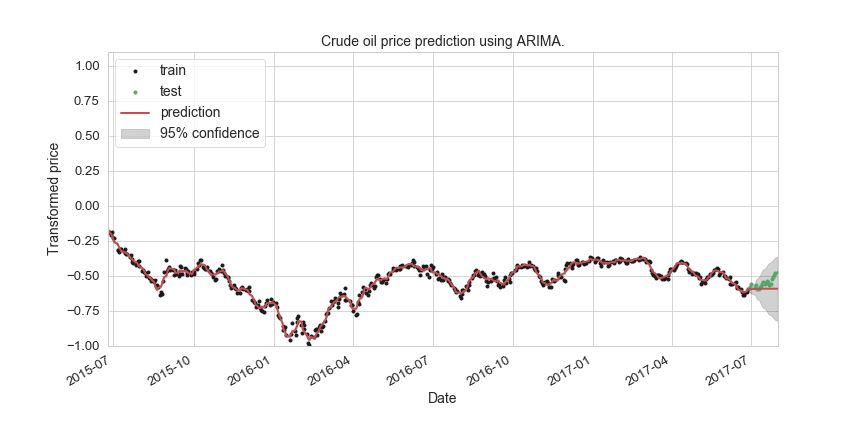 Crude oil price prediction using ARIMA.
train
test
prediction
95% confidence
1.00
0.75
0.50
0.25
0.00
−0.25
−0.50
−0.75
−1.00
Transformed price
2015-07
2015-10
2016-01
2016-04
2016-07
2016-10
2017-01
2017-04
2017-07
Date